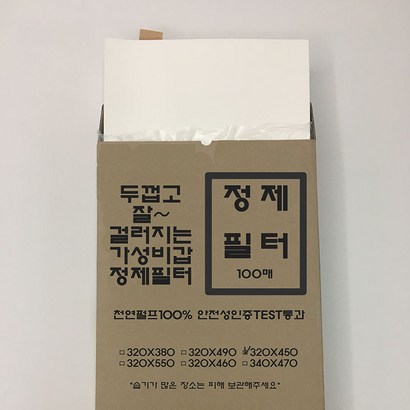 두껍고
잘~
걸러지는
가성비갑
정제필터
정제
필터
100매
천연펄프100% 안전성인증TEST통과
□320X380 □320X490 ☑320X450
□320X550 □320X460 □340X470
*습기가 많은 장소는 피해 보관해주세요*